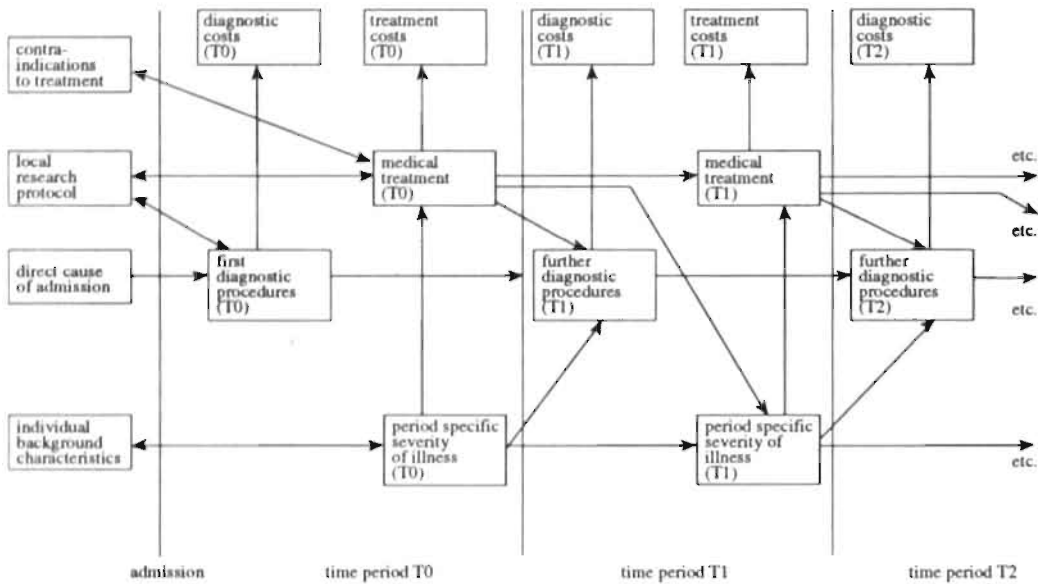 diagnostic
costs
(T0)
treatment
costs
(T0)
diagnostic
costs
(T1)
treatment
costs
(T1)
diagnostic
costs
(T2)
contra-
indications
to treatment
local
research
protocol
medical
treatment
(T0)
medical
treatment
(T1)
etc.
etc.
direct cause
of admission
first
diagnostic
procedures
(T0)
further
diagnostic
procedures
(T1)
further
diagnostic
procedures
(T2)
etc.
individual
background
characteristics
period specific
severity
of illness
(T0)
period specific
severity of
illness
(T1)
etc.
admission
time period T0
time period T1
time period T2